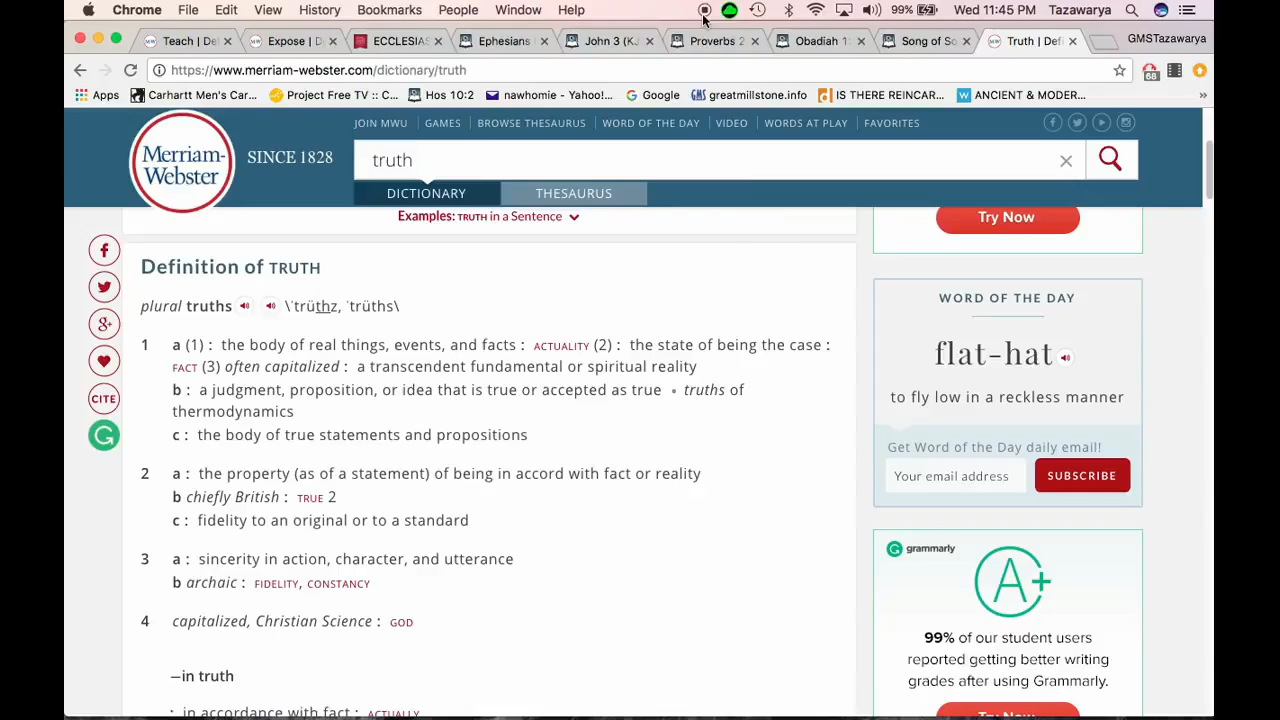 Chrome File Edit View History Bookmarks People Window Help 99% Wed 11:45 PM Tazawarya
Teach | De Expose | D ECCLESIAS Ephesians John 3 (K Proverbs 2 Obadiah 1: Song of So Truth | Defi GMSTazawarya
https://www.merriam-webster.com/dictionary/truth 68
Apps Carhartt Men's Car... Project Free TV :: C... Hos 10:2 nawhomie - Yahoo!... Google GMS greatmillstone.info IS THERE REINCAR... W ANCIENT & MODER... »
JOIN MWU GAMES BROWSE THESAURUS WORD OF THE DAY VIDEO WORDS AT PLAY FAVORITES
Merriam-
Webster
SINCE 1828
truth
DICTIONARY THESAURUS
Examples: TRUTH in a Sentence
Try Now
Definition of TRUTH
plural truths \ˈtrüthz, ˈtrüths\
1 a (1) : the body of real things, events, and facts : ACTUALITY (2) : the state of being the case :
FACT (3) often capitalized : a transcendent fundamental or spiritual reality
b : a judgment, proposition, or idea that is true or accepted as true • truths of
thermodynamics
c : the body of true statements and propositions
2 a : the property (as of a statement) of being in accord with fact or reality
b chiefly British : TRUE 2
c : fidelity to an original or to a standard
3 a : sincerity in action, character, and utterance
b archaic : FIDELITY, CONSTANCY
4 capitalized, Christian Science : GOD
—in truth
: in accordance with fact : ACTUALLY
CITE
WORD OF THE DAY
flat-hat
to fly low in a reckless manner
Get Word of the Day daily email!
Your email address SUBSCRIBE
grammarly
A+
99% of our student users
reported getting better writing
grades after using Grammarly.
Try Now